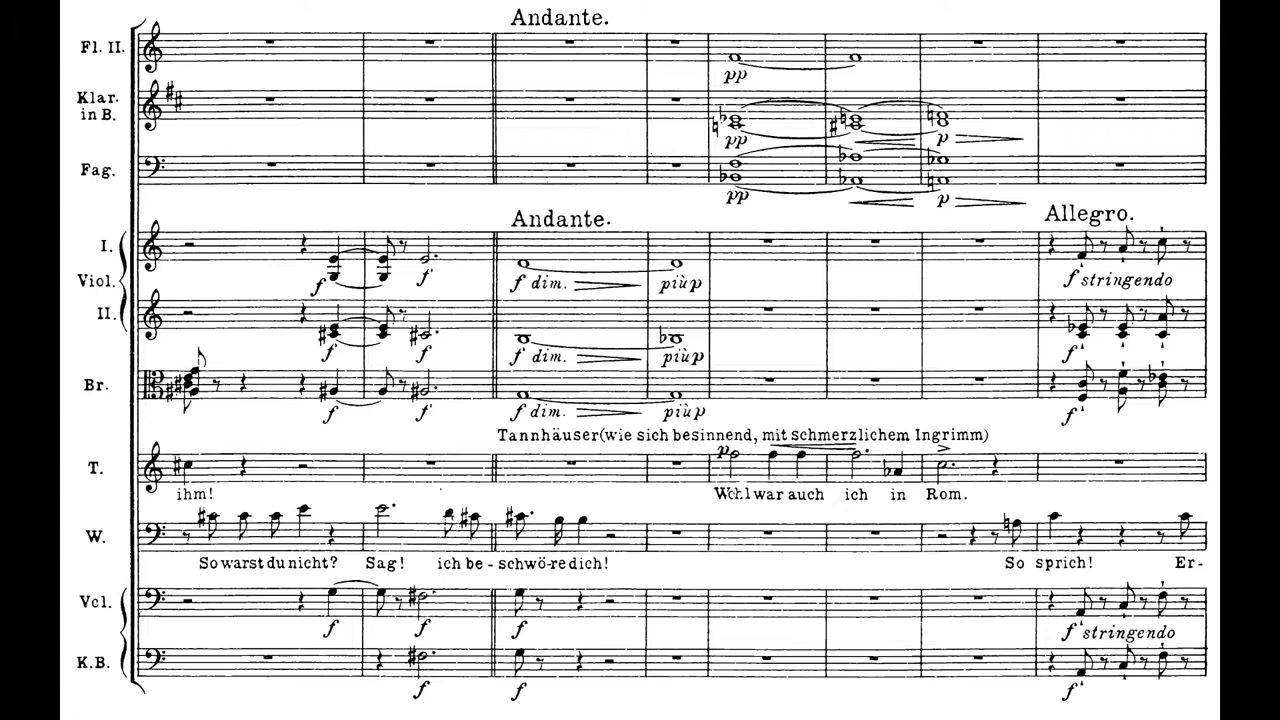 Andante.
Fl. II.
pp
Klar.
in B.
pp
p
Fag.
pp
p
Andante.
Allegro.
I.
f
f
f dim.
più p
f stringendo
Viol.
II.
f
f
f dim.
più p
f
Br.
f
f
f dim.
più p
f
Tannhäuser (wie sich besinnend, mit schmerzlichem Ingrimm)
T.
p
ihm!
Wohl war auch ich in Rom.
W.
So warst du nicht? Sag! ich be-schwö-re dich!
So sprich! Er-
Vcl.
f
f
f
f stringendo
K.B.
f
f
f